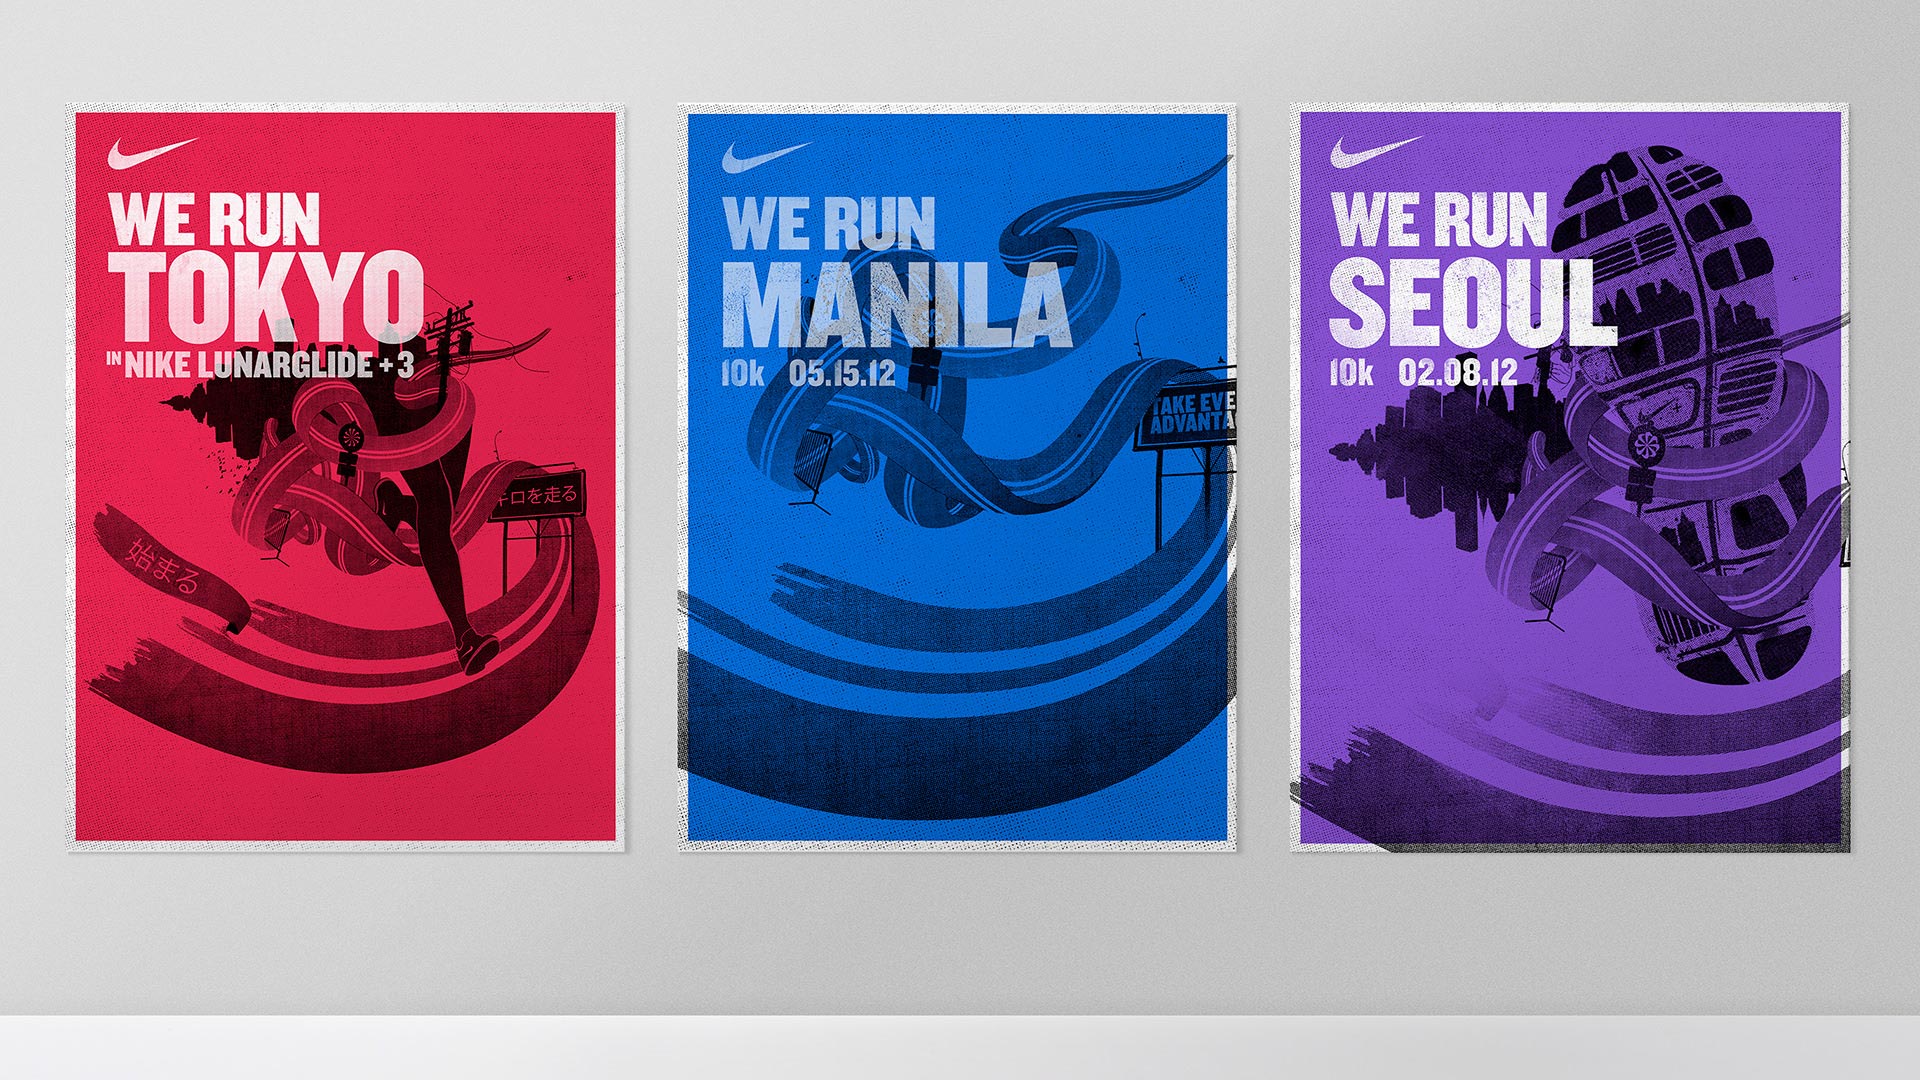 WE RUN
TOKYO
IN NIKE LUNARGLIDE + 3
キロを走る
始まる
WE RUN
MANILA
10k 05.15.12
TAKE EVE
ADVANTA
WE RUN
SEOUL
10k 02.08.12